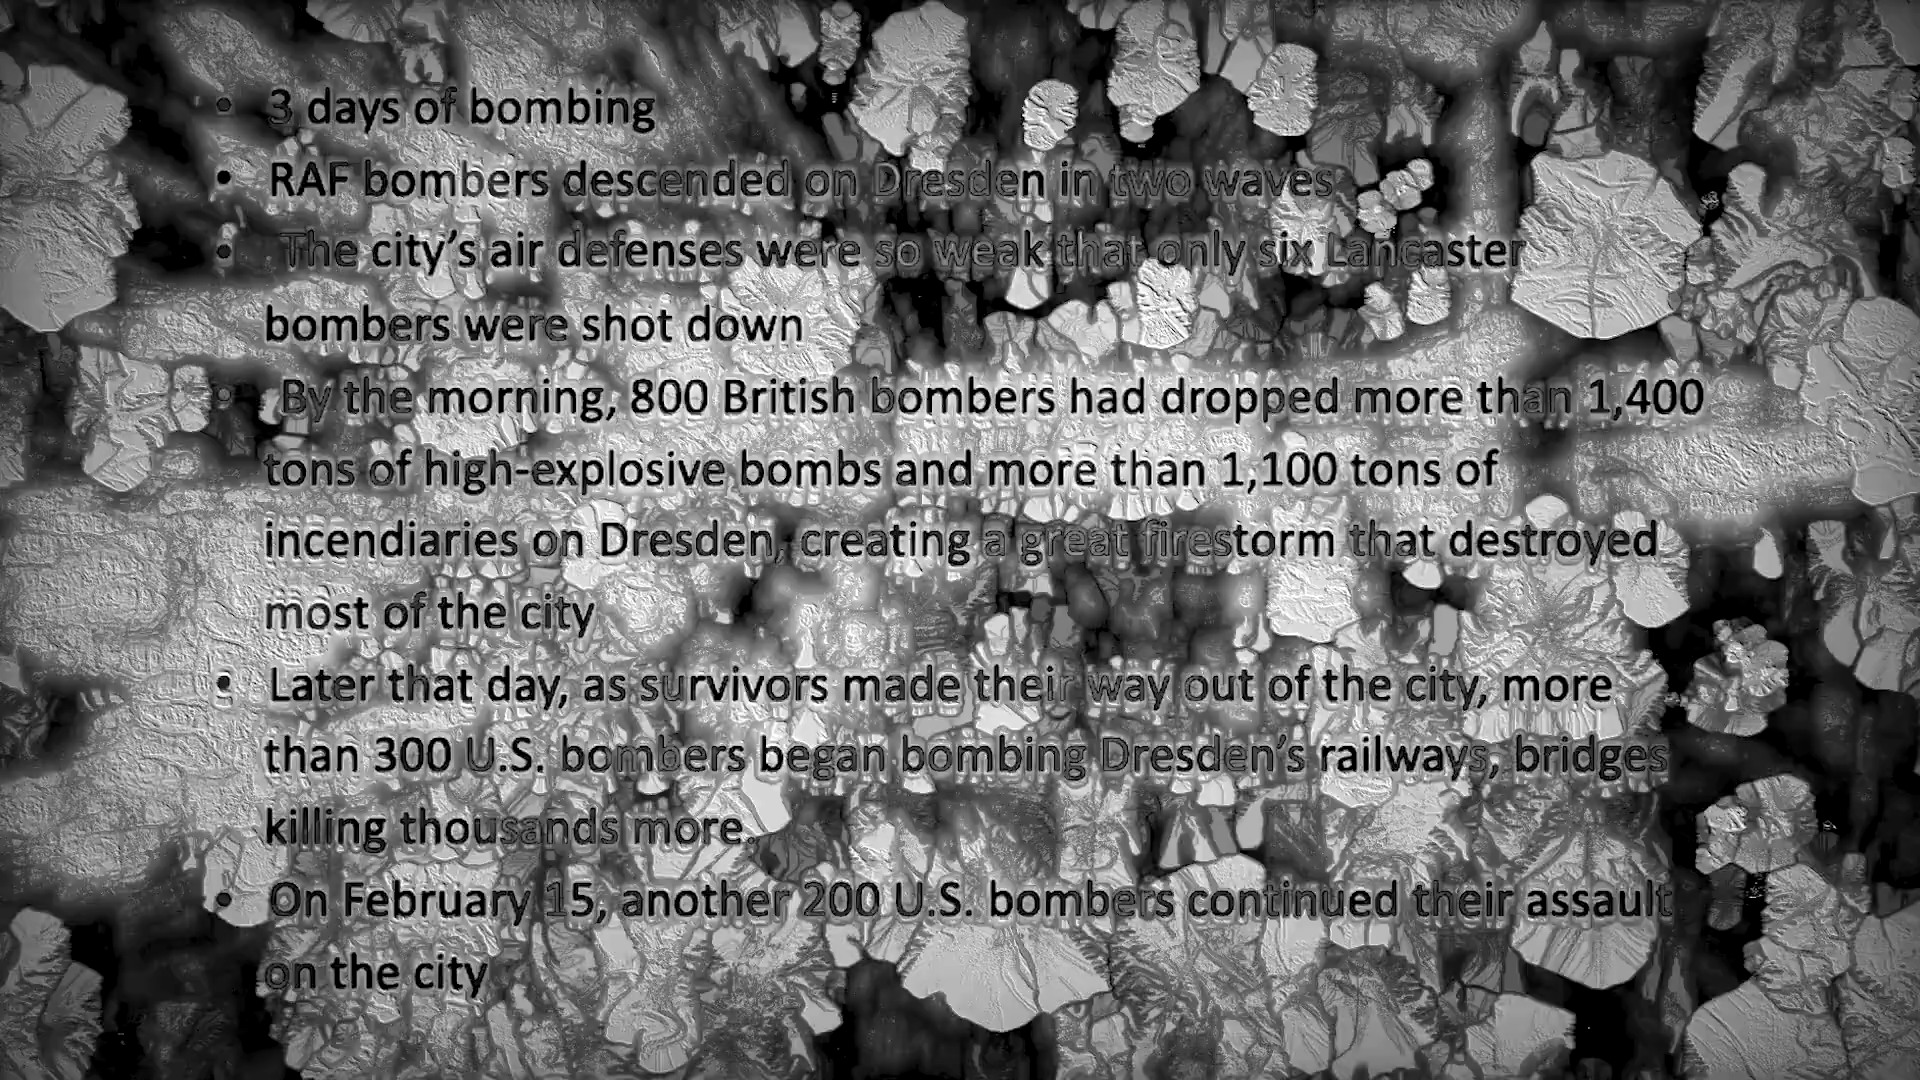 • 3 days of bombing
• RAF bombers descended on Dresden in two waves
• The city's air defenses were so weak that only six Lancaster
bombers were shot down
• By the morning, 800 British bombers had dropped more than 1,400
tons of high-explosive bombs and more than 1,100 tons of
incendiaries on Dresden, creating a great firestorm that destroyed
most of the city
• Later that day, as survivors made their way out of the city, more
than 300 U.S. bombers began bombing Dresden's railways, bridges
killing thousands more.
• On February 15, another 200 U.S. bombers continued their assault
on the city